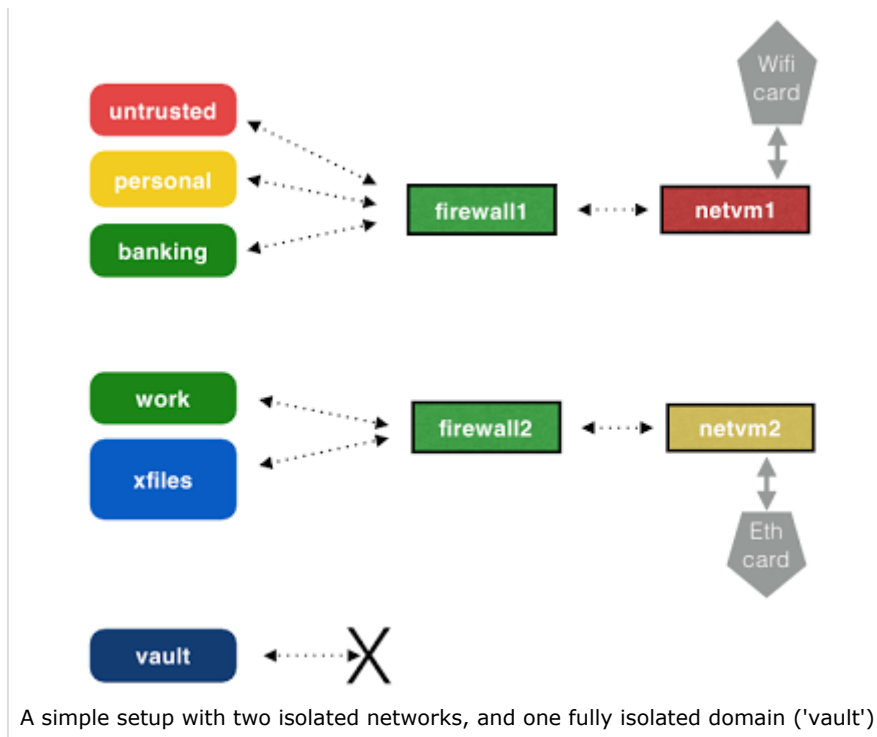 Wifi
card
untrusted
personal
firewall1
netvm1
banking
work
firewall2
netvm2
xfiles
Eth
card
vault
X
A simple setup with two isolated networks, and one fully isolated domain ('vault')